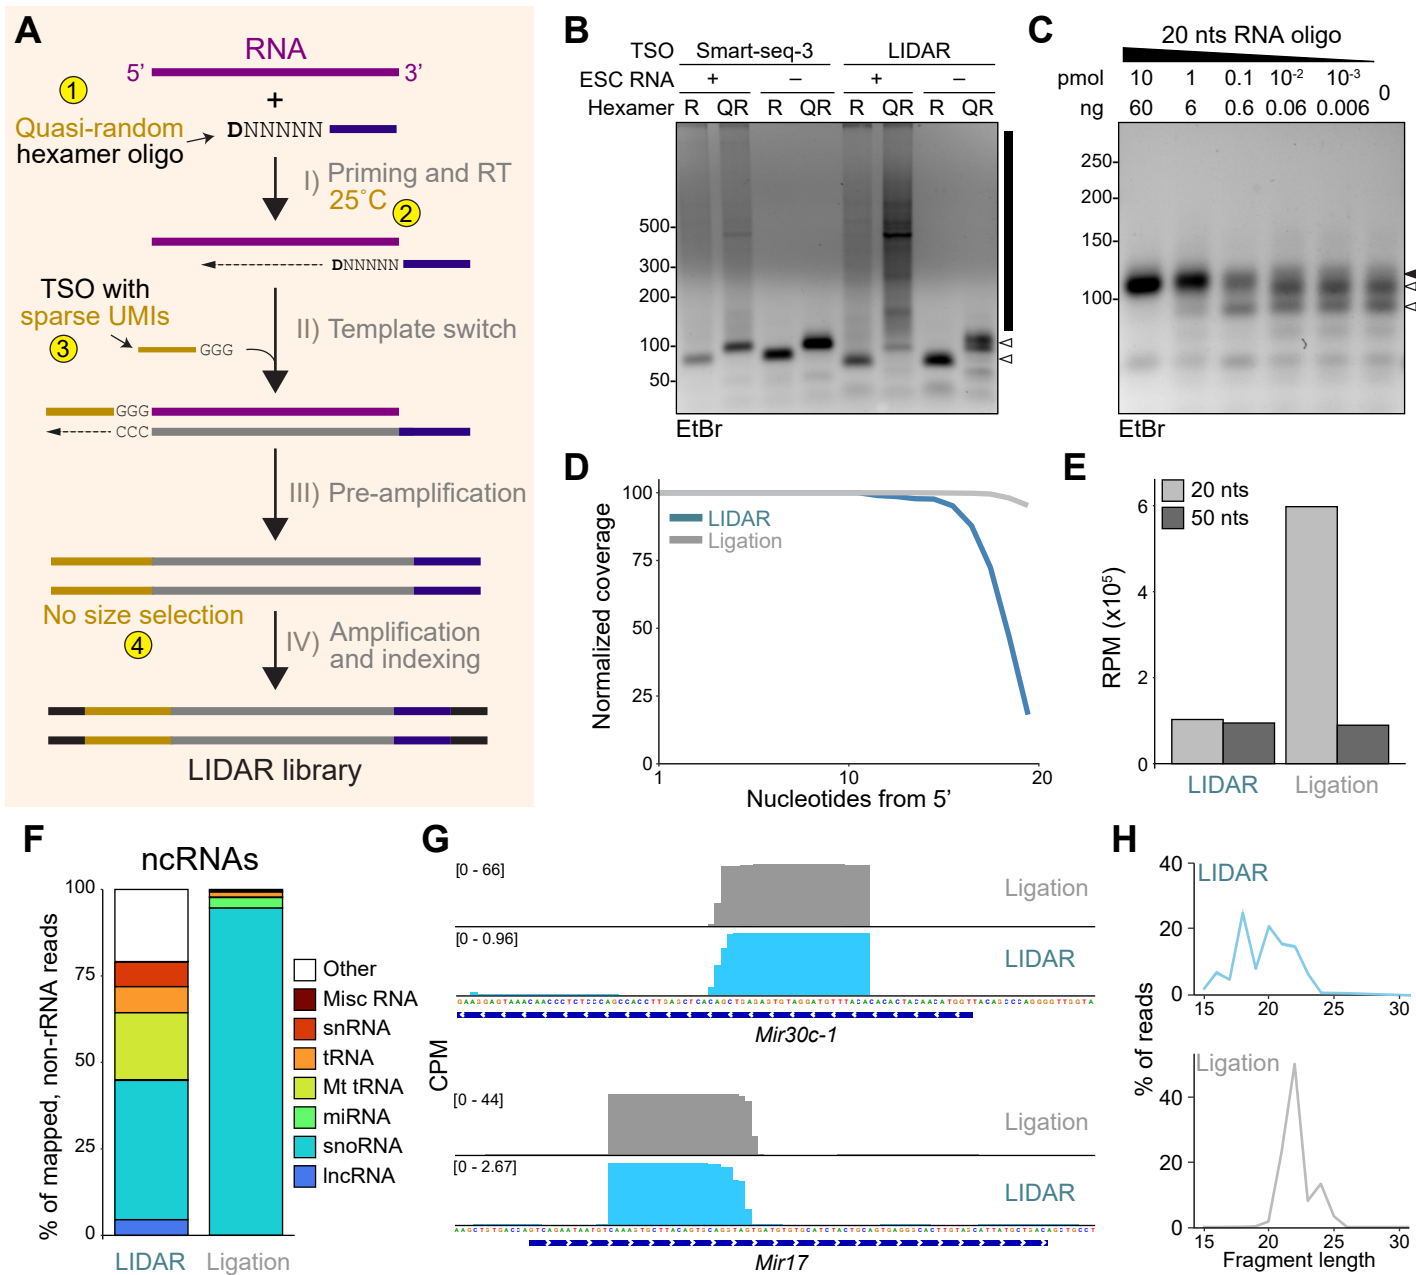 A
RNA
5’
3’
1
+
Quasi-random
hexamer oligo
DNNNNN
I) Priming and RT
25˚C
2
DNNNNN
TSO with
sparse UMIs
3
GGG
II) Template switch
GGG
CCC
III) Pre-amplification
No size selection
4
IV) Amplification
and indexing
LIDAR library
B
TSO Smart-seq-3 LIDAR
ESC RNA + – + –
Hexamer R QR R QR R QR R QR
500
300
200
100
50
EtBr
C
20 nts RNA oligo
pmol 10 1 0.1 10-2 10-3 0
ng 60 6 0.6 0.06 0.006
250
200
150
100
EtBr
D
Normalized coverage
100
75
50
25
0
LIDAR
Ligation
1 10 20
Nucleotides from 5’
E
20 nts
50 nts
RPM (x10⁵)
6
4
2
0
LIDAR
Ligation
F
ncRNAs
% of mapped, non-rRNA reads
100
75
50
25
0
LIDAR
Ligation
Other
Misc RNA
snRNA
tRNA
Mt tRNA
miRNA
snoRNA
lncRNA
G
CPM
[0 - 66]
Ligation
[0 - 0.96]
LIDAR
Mir30c-1
[0 - 44]
Ligation
[0 - 2.67]
LIDAR
Mir17
H
% of reads
40
LIDAR
20
0
15 20 25 30
Ligation
40
20
0
15 20 25 30
Fragment length